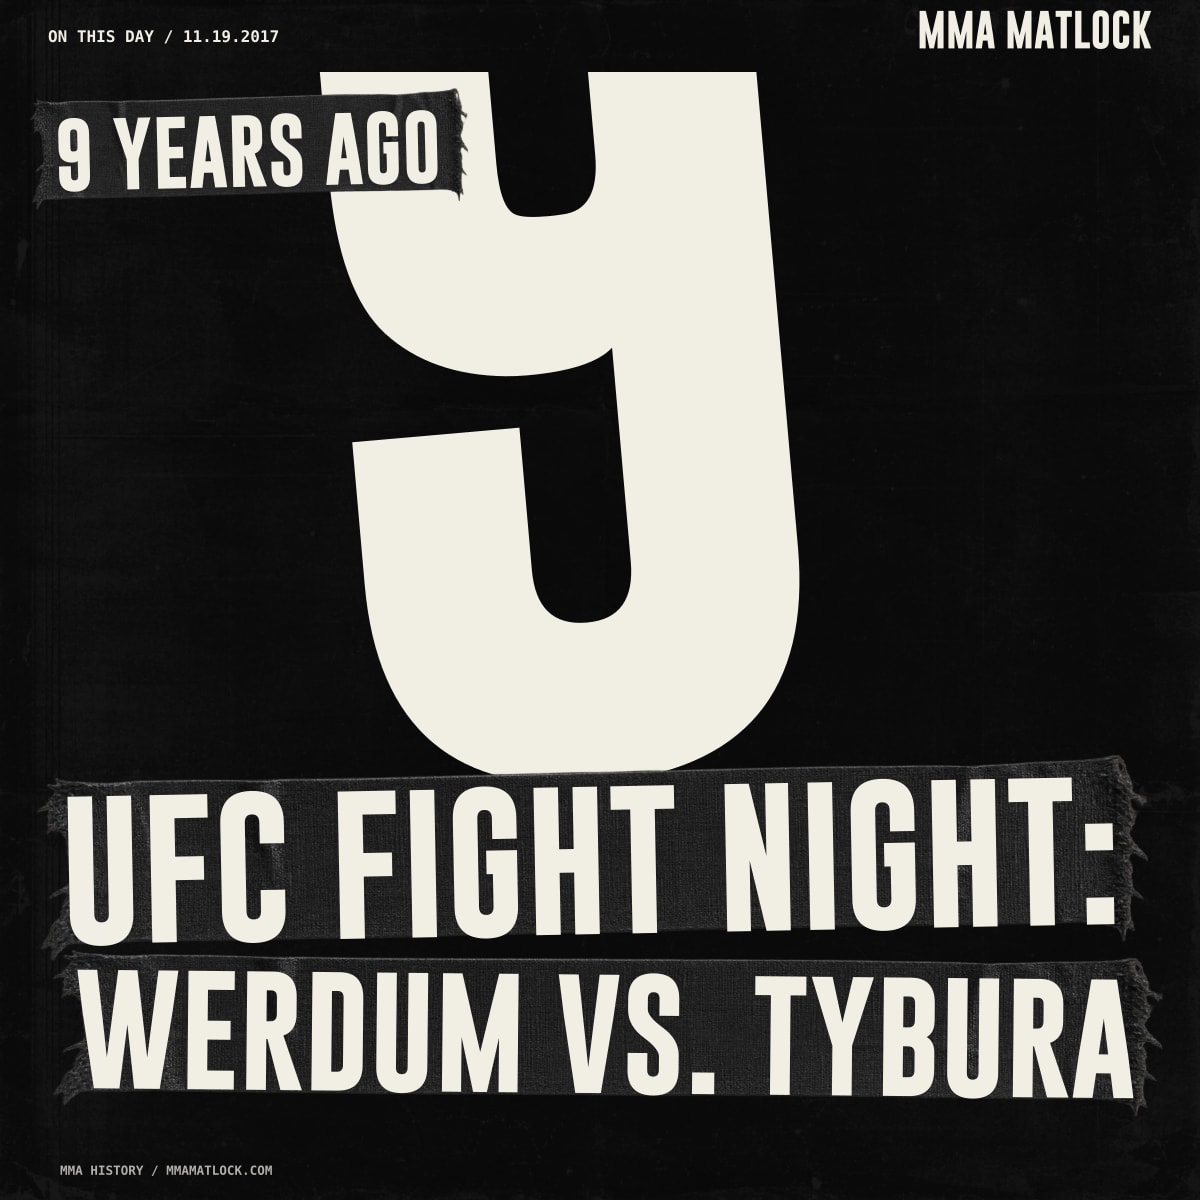 ON THIS DAY / 11.19.2017
MMA MATLOCK
9 YEARS AGO
9
UFC FIGHT NIGHT:
WERDUM VS. TYBURA
MMA HISTORY / MMAMATLOCK.COM